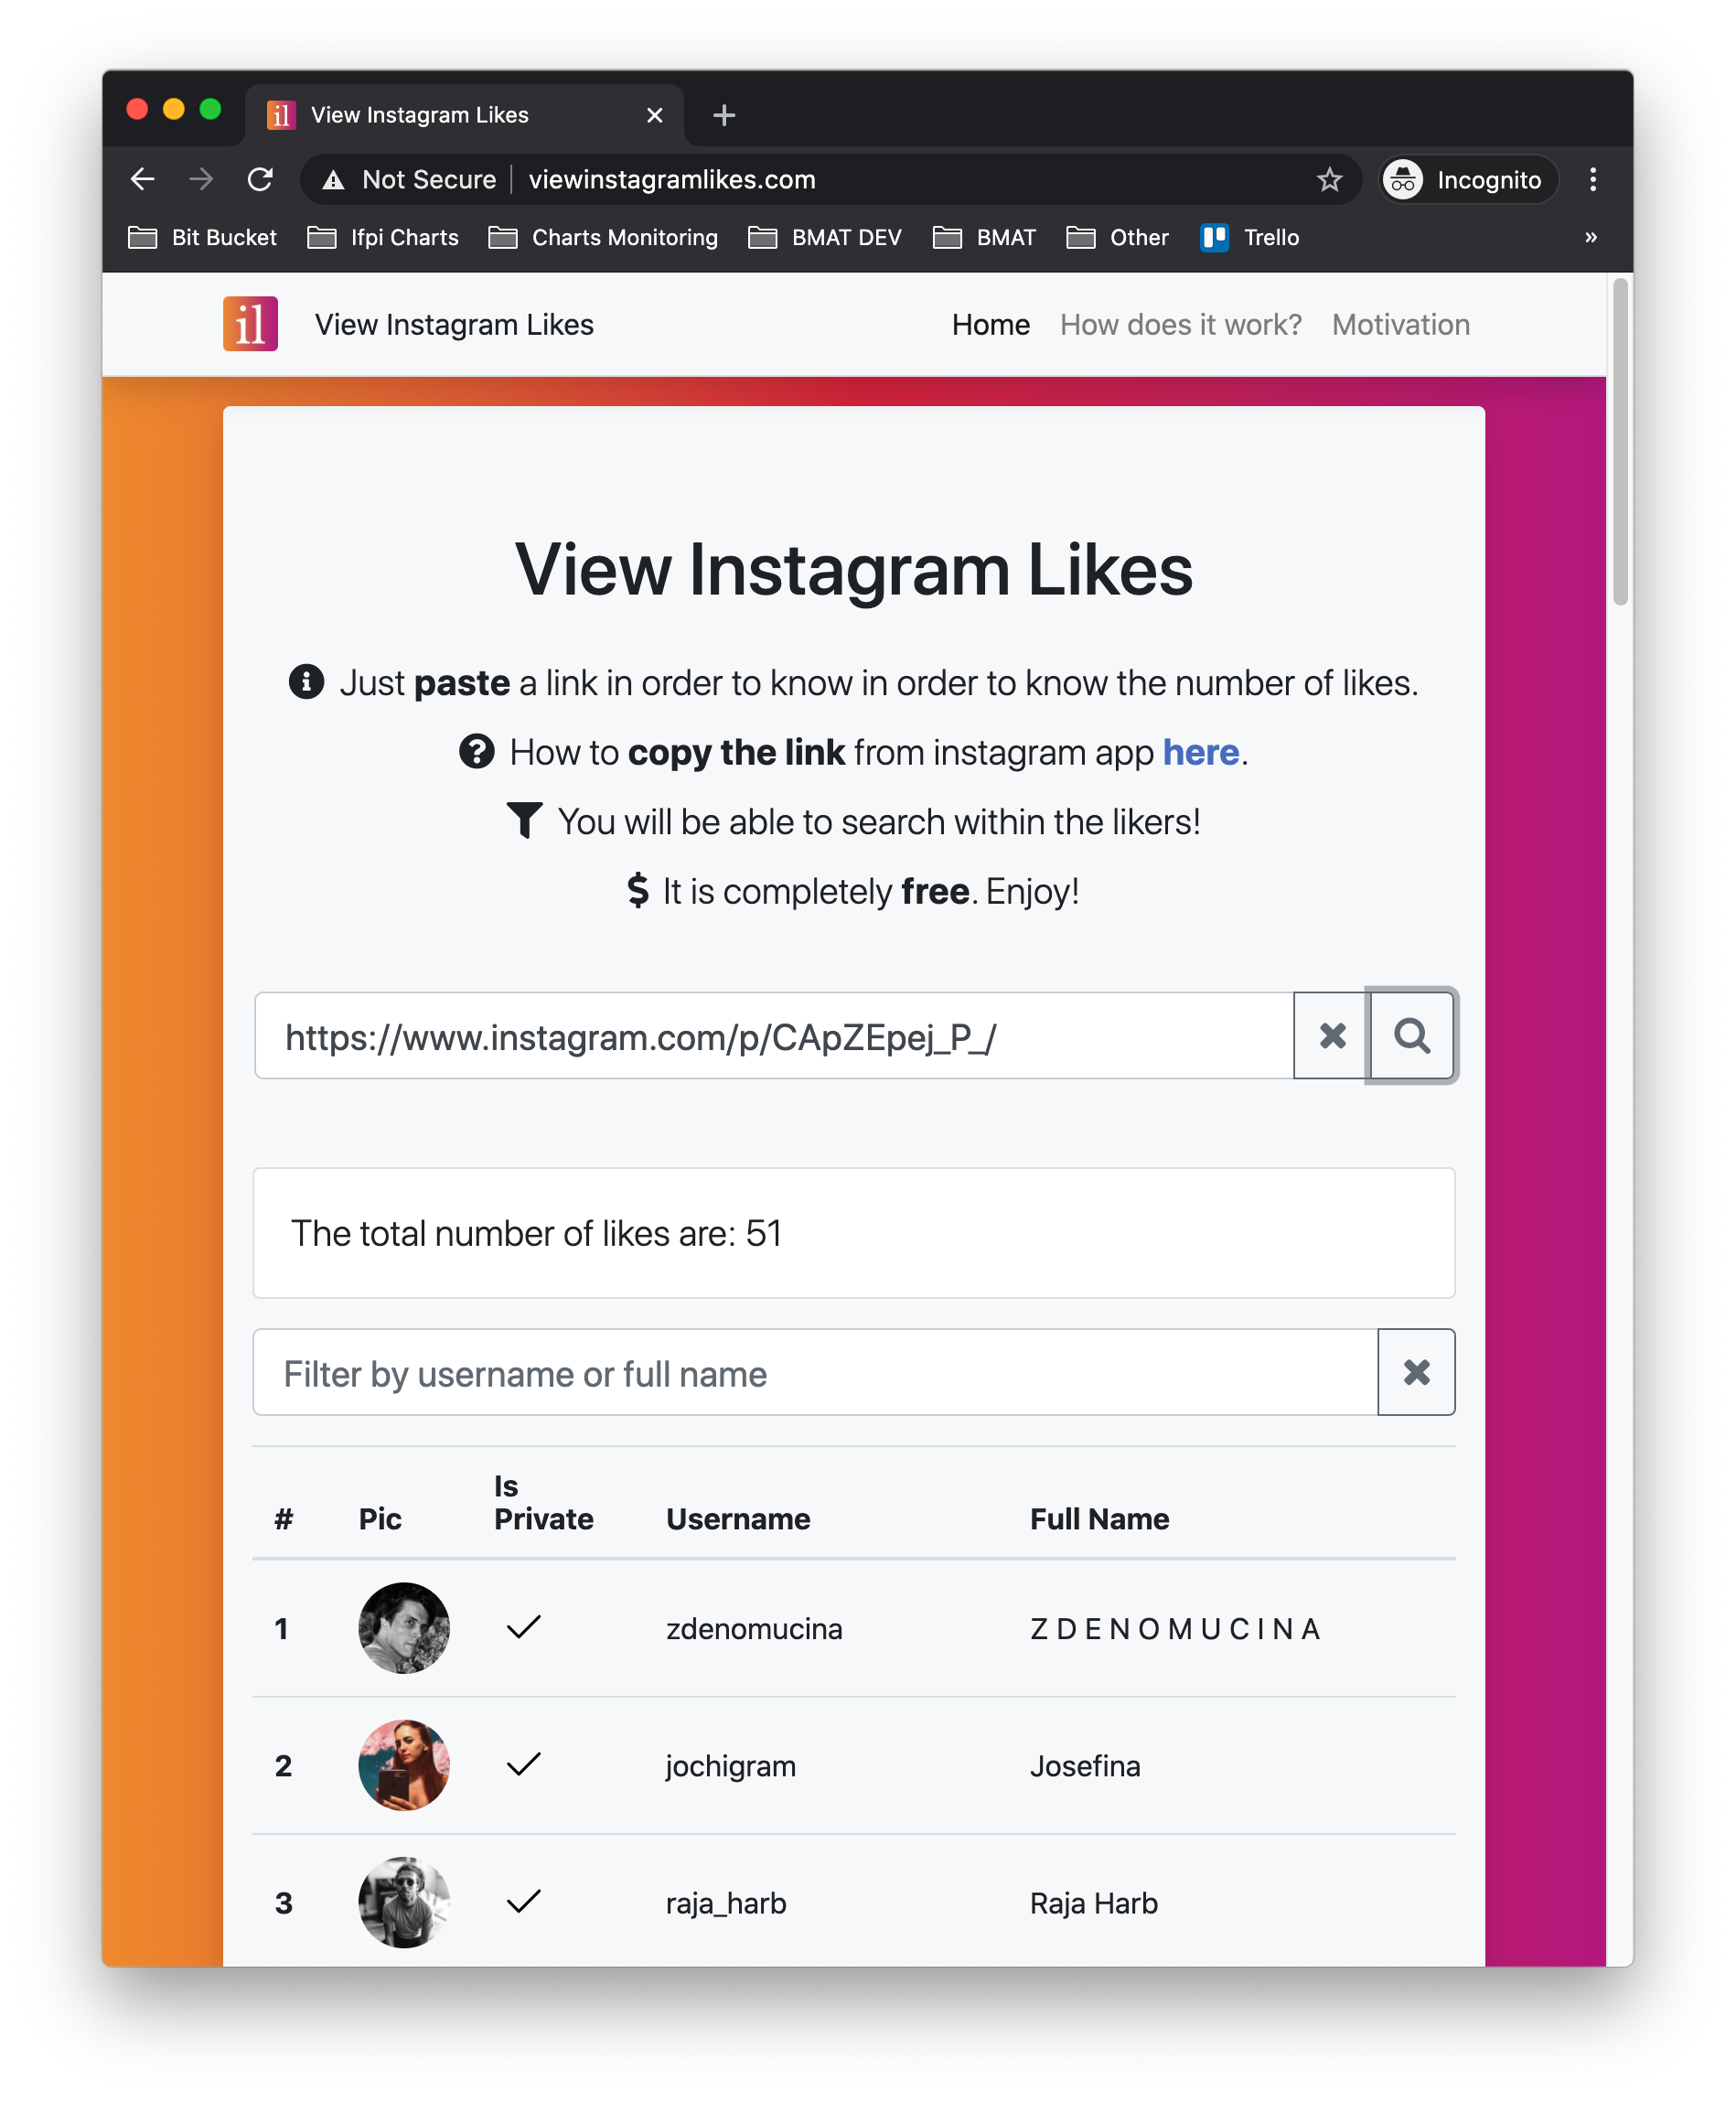 il View Instagram Likes
Not Secure viewinstagramlikes.com Incognito
Bit Bucket Ifpi Charts Charts Monitoring BMAT DEV BMAT Other Trello »
il View Instagram Likes Home How does it work? Motivation
View Instagram Likes
Just paste a link in order to know in order to know the number of likes.
How to copy the link from instagram app here.
You will be able to search within the likers!
$ It is completely free. Enjoy!
https://www.instagram.com/p/CApZEpej_P_/
The total number of likes are: 51
Filter by username or full name
# Pic Is Private Username Full Name
1 zdenomucina Z D E N O M U C I N A
2 jochigram Josefina
3 raja_harb Raja Harb